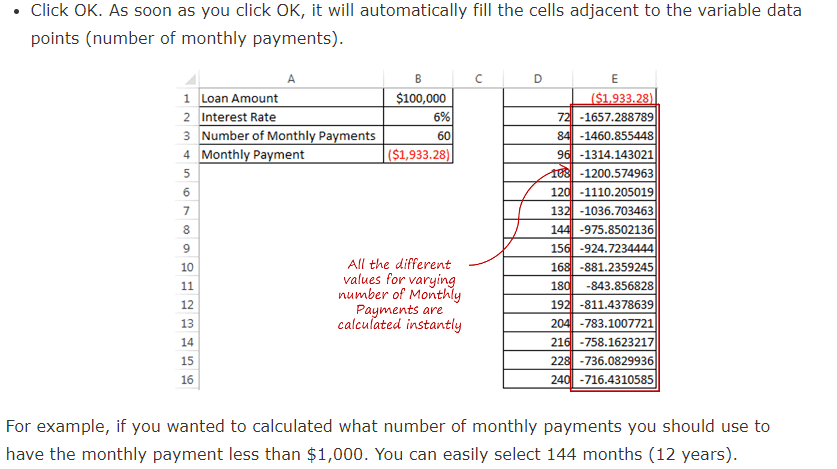 • Click OK. As soon as you click OK, it will automatically fill the cells adjacent to the variable data
points (number of monthly payments).
A B C D E
1 Loan Amount $100,000 ($1,933.28)
2 Interest Rate 6% 72 -1657.288789
3 Number of Monthly Payments 60 84 -1460.855448
4 Monthly Payment ($1,933.28) 96 -1314.143021
5 108 -1200.574963
6 120 -1110.205019
7 132 -1036.703463
8 144 -975.8502136
9 156 -924.7234444
10 168 -881.2359245
11 180 -843.856828
12 192 -811.4378639
13 204 -783.1007721
14 216 -758.1623217
15 228 -736.0829936
16 240 -716.4310585
All the different
values for varying
number of Monthly
Payments are
calculated instantly
For example, if you wanted to calculated what number of monthly payments you should use to
have the monthly payment less than $1,000. You can easily select 144 months (12 years).